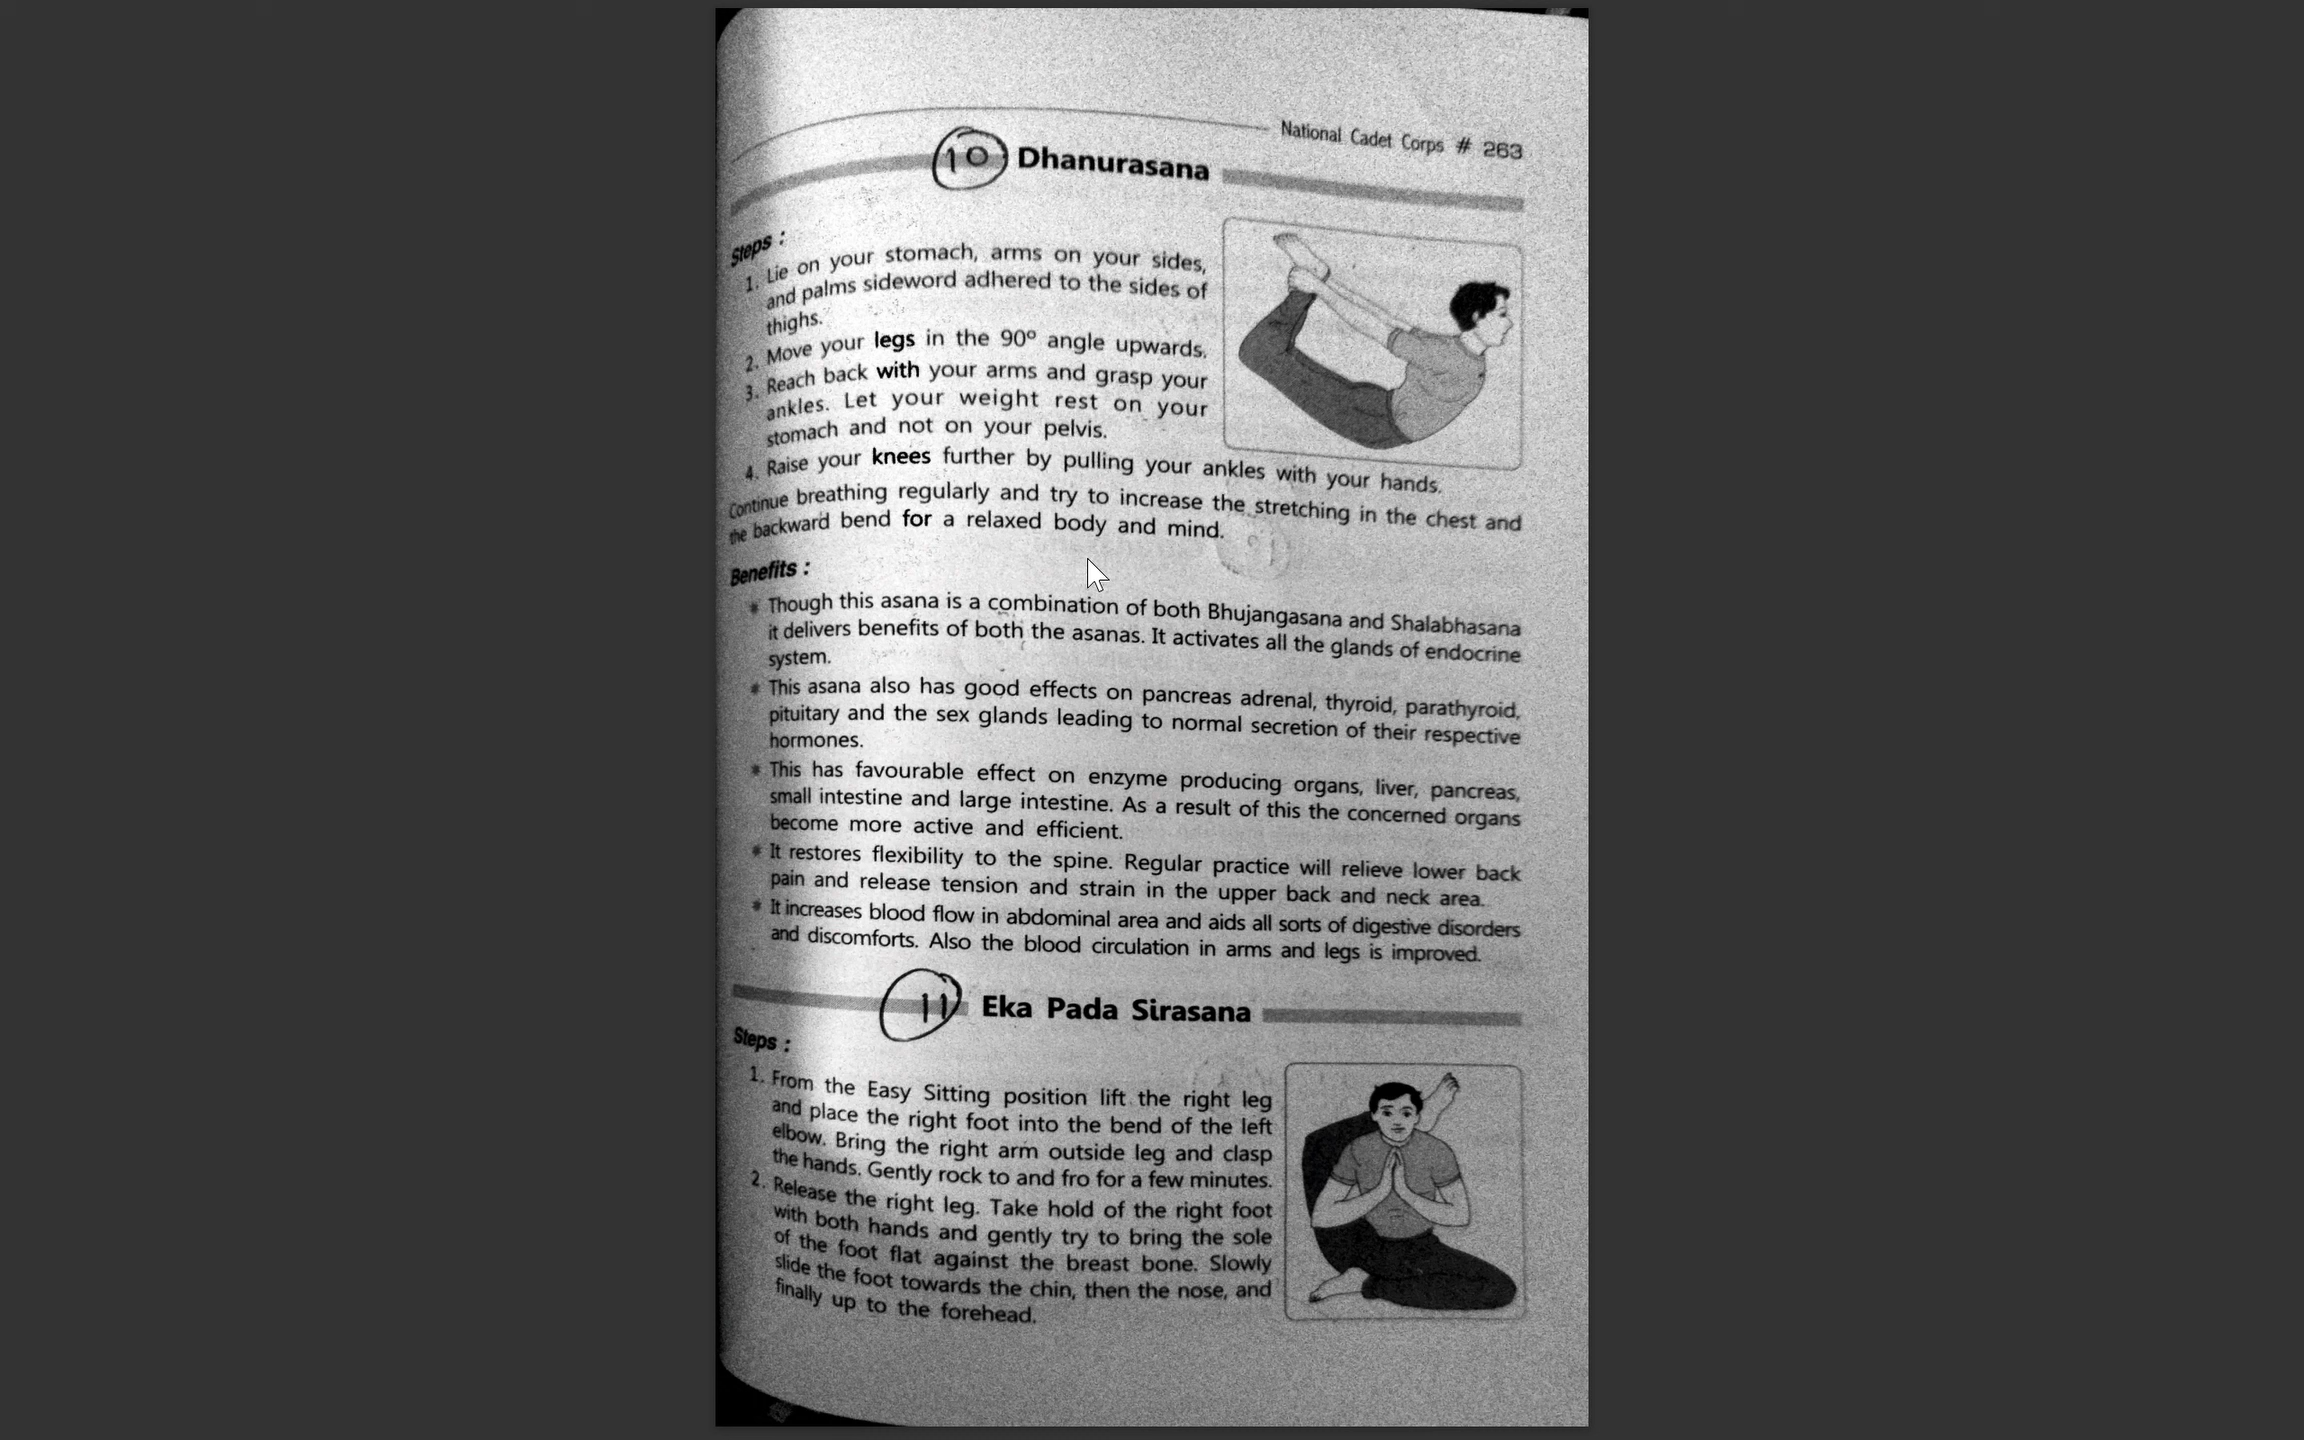 National Cadet Corps # 263
10 Dhanurasana
Steps :
1. Lie on your stomach, arms on your sides,
and palms sideword adhered to the sides of
thighs.
2. Move your legs in the 90º angle upwards.
3. Reach back with your arms and grasp your
ankles. Let your weight rest on your
stomach and not on your pelvis.
4. Raise your knees further by pulling your ankles with your hands.
Continue breathing regularly and try to increase the stretching in the chest and
the backward bend for a relaxed body and mind.
Benefits :
* Though this asana is a combination of both Bhujangasana and Shalabhasana
it delivers benefits of both the asanas. It activates all the glands of endocrine
system.
* This asana also has good effects on pancreas adrenal, thyroid, parathyroid,
pituitary and the sex glands leading to normal secretion of their respective
hormones.
* This has favourable effect on enzyme producing organs, liver, pancreas,
small intestine and large intestine. As a result of this the concerned organs
become more active and efficient.
* It restores flexibility to the spine. Regular practice will relieve lower back
pain and release tension and strain in the upper back and neck area.
* It increases blood flow in abdominal area and aids all sorts of digestive disorders
and discomforts. Also the blood circulation in arms and legs is improved.
11 Eka Pada Sirasana
Steps :
1. From the Easy Sitting position lift the right leg
and place the right foot into the bend of the left
elbow. Bring the right arm outside leg and clasp
the hands. Gently rock to and fro for a few minutes.
2. Release the right leg. Take hold of the right foot
with both hands and gently try to bring the sole
of the foot flat against the breast bone. Slowly
slide the foot towards the chin, then the nose, and
finally up to the forehead.